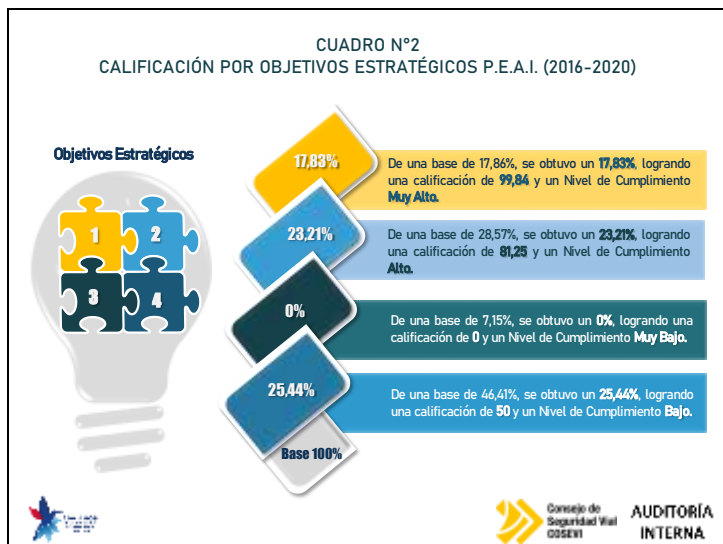 CUADRO N°2
CALIFICACIÓN POR OBJETIVOS ESTRATÉGICOS P.E.A.I. (2016-2020)
Objetivos Estratégicos
1
2
3
4
17,83%
De una base de 17,86%, se obtuvo un 17,83%, logrando
una calificación de 99,84 y un Nivel de Cumplimiento
Muy Alto.
23,21%
De una base de 28,57%, se obtuvo un 23,21%, logrando
una calificación de 81,25 y un Nivel de Cumplimiento
Alto.
0%
De una base de 7,15%, se obtuvo un 0%, logrando una
calificación de 0 y un Nivel de Cumplimiento Muy Bajo.
25,44%
De una base de 46,41%, se obtuvo un 25,44%, logrando
una calificación de 50 y un Nivel de Cumplimiento Bajo.
Base 100%
Consejo de
Seguridad Vial
COSEVI
AUDITORÍA
INTERNA